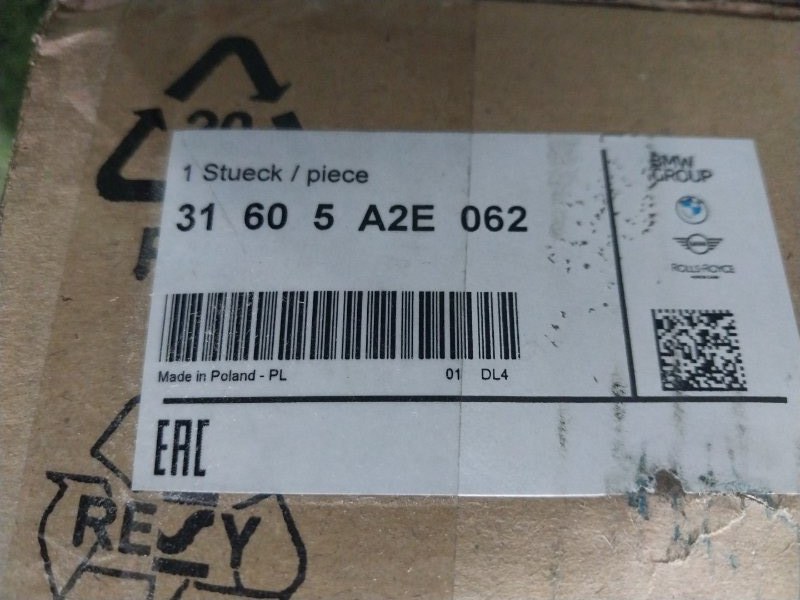 20
1 Stueck / piece
31 60 5 A2E 062
BMW
GROUP
ROLLS-ROYCE
Made in Poland - PL
01 DL4
EAC
RESY